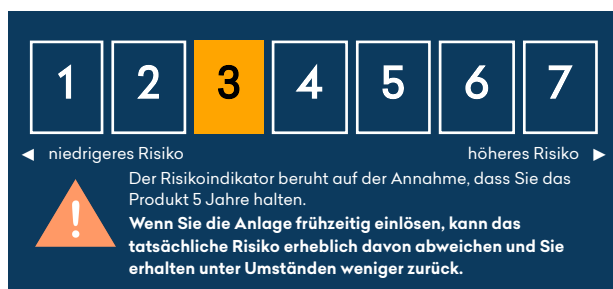 1 2 3 4 5 6 7
◄ niedrigeres Risiko höheres Risiko ►
Der Risikoindikator beruht auf der Annahme, dass Sie das
Produkt 5 Jahre halten.
Wenn Sie die Anlage frühzeitig einlösen, kann das
tatsächliche Risiko erheblich davon abweichen und Sie
erhalten unter Umständen weniger zurück.